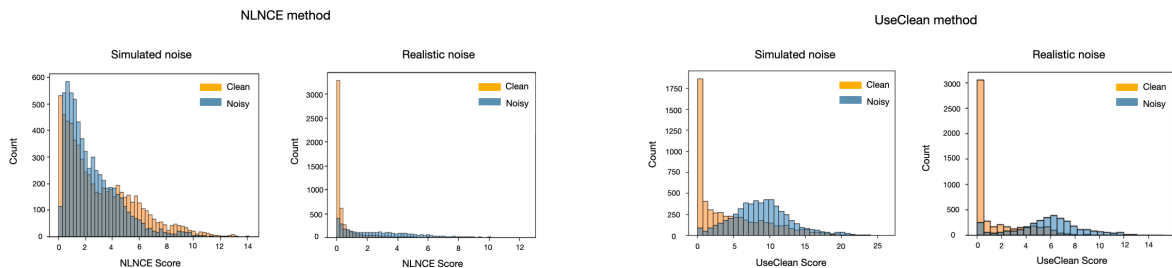 NLNCE method
UseClean method
Simulated noise
Realistic noise
Simulated noise
Realistic noise
Clean
Noisy
Clean
Noisy
Clean
Noisy
Clean
Noisy
Count
600
500
400
300
200
100
0
0 2 4 6 8 10 12 14
NLNCE Score
Count
3000
2500
2000
1500
1000
500
0
0 2 4 6 8 10 12
NLNCE Score
Count
1750
1500
1250
1000
750
500
250
0
0 5 10 15 20 25
UseClean Score
Count
3000
2500
2000
1500
1000
500
0
0 2 4 6 8 10 12 14
UseClean Score